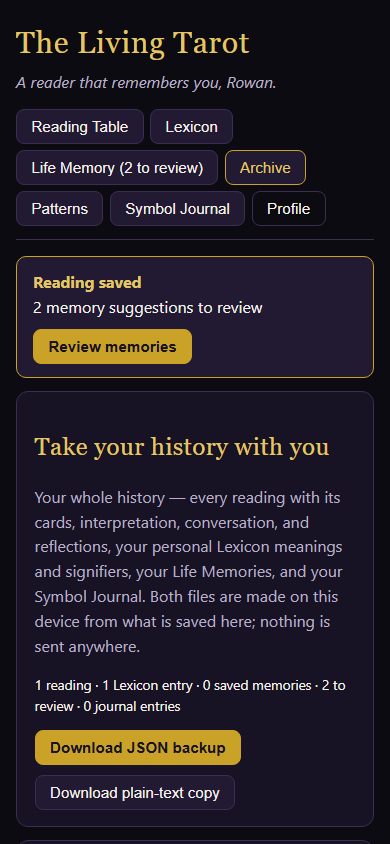 The Living Tarot
A reader that remembers you, Rowan.
Reading Table
Lexicon
Life Memory (2 to review)
Archive
Patterns
Symbol Journal
Profile
Reading saved
2 memory suggestions to review
Review memories
Take your history with you
Your whole history — every reading with its
cards, interpretation, conversation, and
reflections, your personal Lexicon meanings
and signifiers, your Life Memories, and your
Symbol Journal. Both files are made on this
device from what is saved here; nothing is
sent anywhere.
1 reading · 1 Lexicon entry · 0 saved memories · 2 to
review · 0 journal entries
Download JSON backup
Download plain-text copy